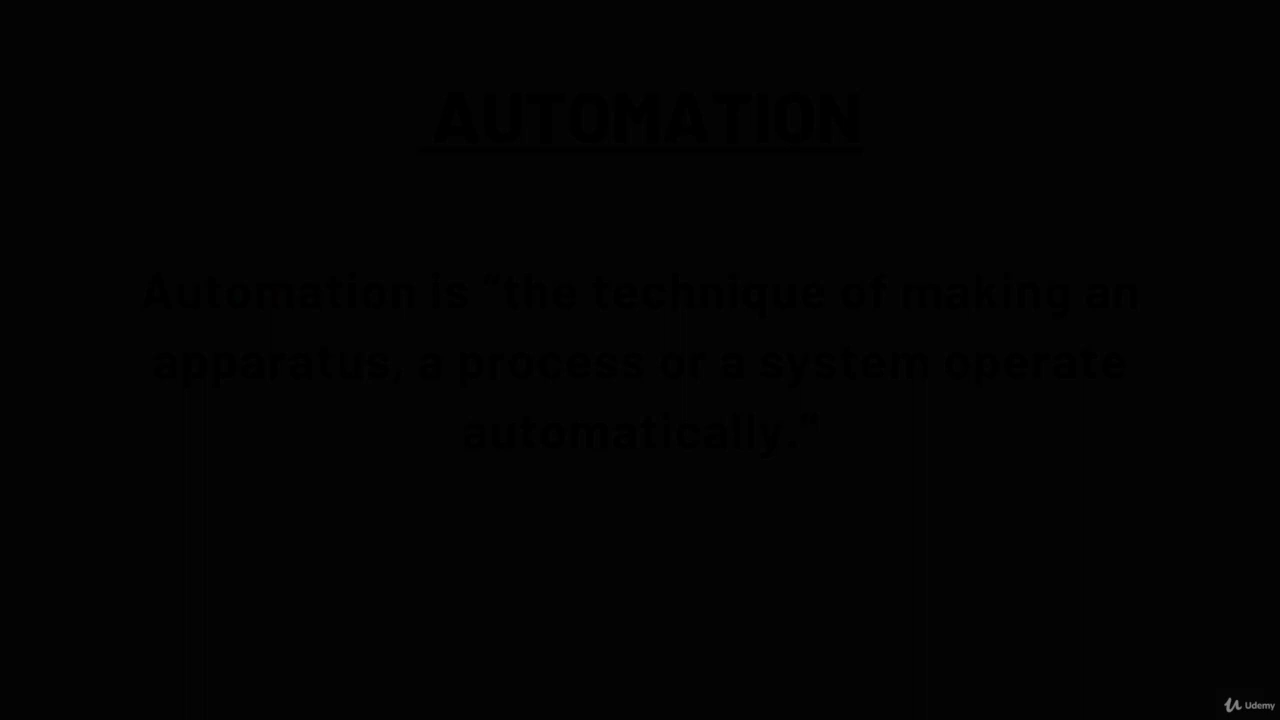 AUTOMATION
Automation is “the technique of making an
apparatus, a process or a system operate
automatically.”
Udemy